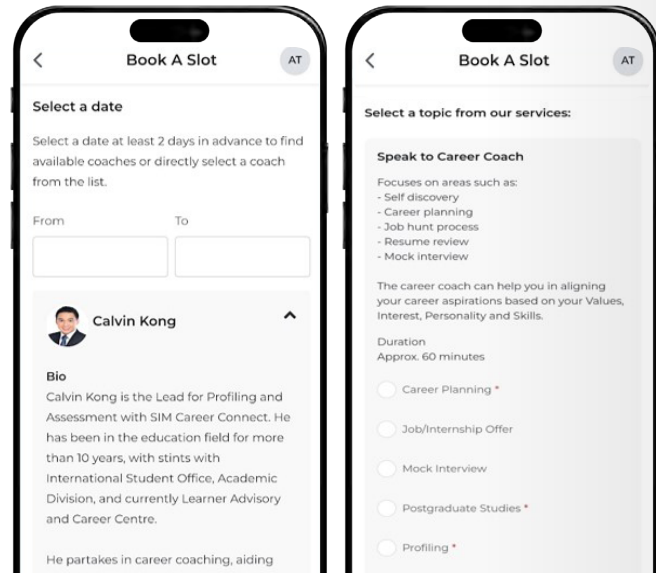 Book A Slot
AT
Select a date
Select a date at least 2 days in advance to find
available coaches or directly select a coach
from the list.
From
To
Calvin Kong
Bio
Calvin Kong is the Lead for Profiling and
Assessment with SIM Career Connect. He
has been in the education field for more
than 10 years, with stints with
International Student Office, Academic
Division, and currently Learner Advisory
and Career Centre.
He partakes in career coaching, aiding
Book A Slot
AT
Select a topic from our services:
Speak to Career Coach
Focuses on areas such as:
- Self discovery
- Career planning
- Job hunt process
- Resume review
- Mock interview
The career coach can help you in aligning
your career aspirations based on your Values,
Interest, Personality and Skills.
Duration
Approx. 60 minutes
Career Planning *
Job/Internship Offer
Mock Interview
Postgraduate Studies *
Profiling *